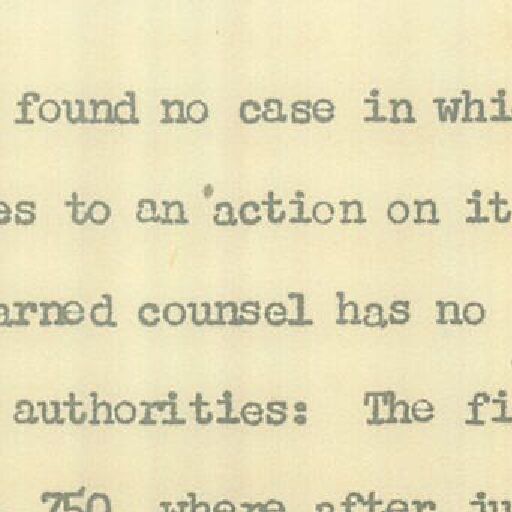 found no case in whi
es to an action on it
arned counsel has no
authorities: The fi
750, where after ju